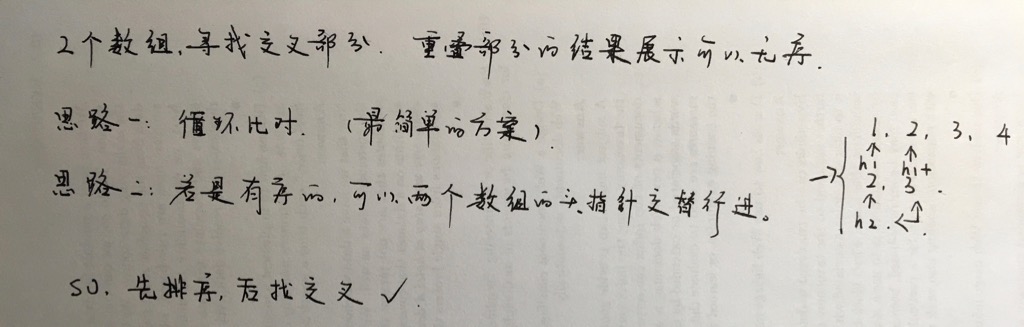 2个数组,寻找交叉部分. 重叠部分的结果展示可以无序.
思路一: 循环比对. (最简单的方案)
1, 2, 3, 4
h1 h1+
思路二: 若是有序的,可以两个数组的头指针交替行进。
2, 3.
h2.
so. 先排序,后找交叉 ✓.